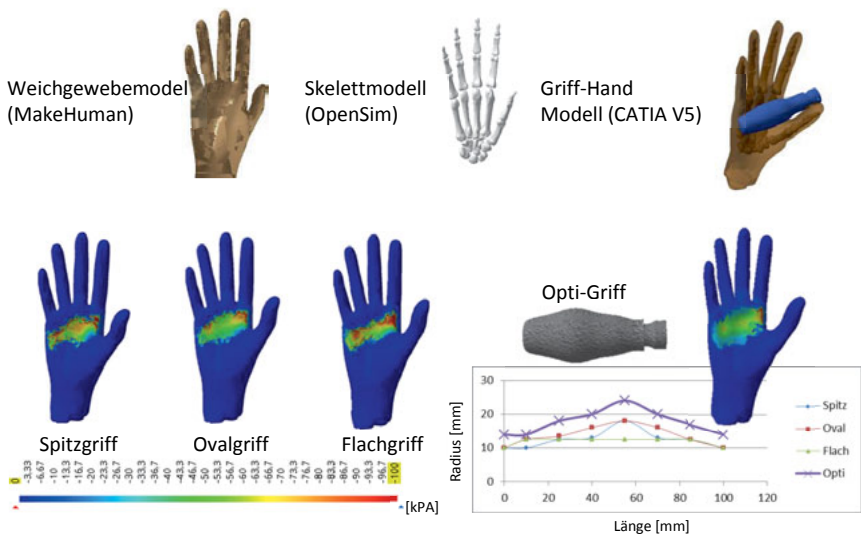 Weichgewebemodel
(MakeHuman)
Skelettmodell
(OpenSim)
Griff-Hand
Modell (CATIA V5)
Opti-Griff
Spitzgriff
Ovalgriff
Flachgriff
0
-3,33
-6,67
-10
-13,3
-16,7
-20
-23,3
-26,7
-30
-33,3
-36,7
-40
-43,3
-46,7
-50
-53,3
-56,7
-60
-63,3
-66,7
-70
-73,3
-76,7
-80
-83,3
-86,7
-90
-93,3
-96,7
-100
[kPA]
Radius [mm]
30
20
10
0
0
20
40
60
80
100
120
Länge [mm]
Spitz
Oval
Flach
Opti